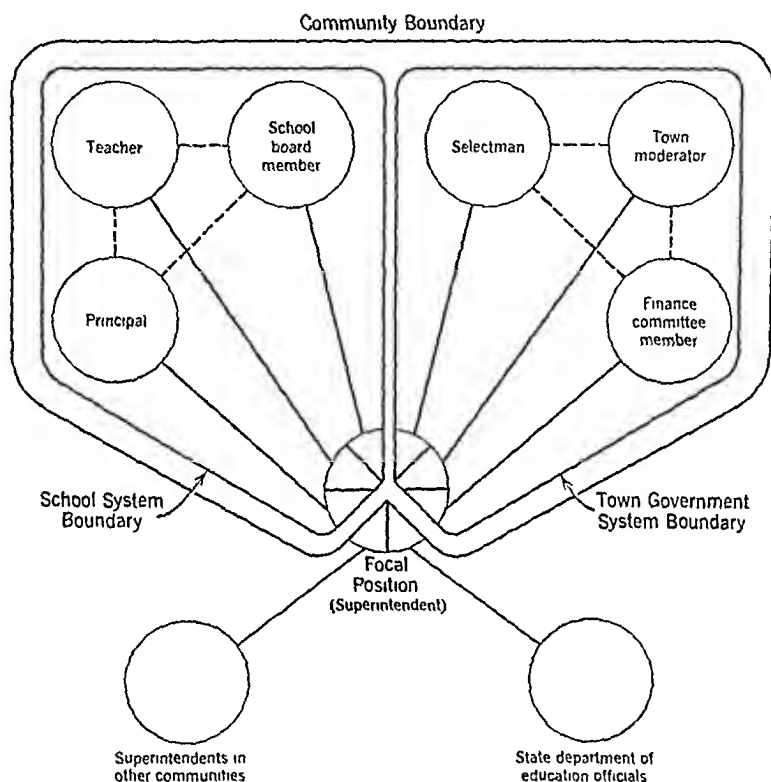 Community Boundary
Teacher
School
board
member
Selectman
Town
moderator
Principal
Finance
committee
member
School System
Boundary
Town Government
System Boundary
Focal
Position
(Superintendent)
Superintendents in
other communities
State department of
education officials